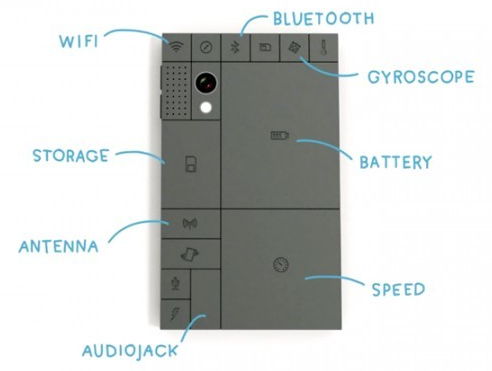 BLUETOOTH
WIFI
GYROSCOPE
STORAGE
BATTERY
ANTENNA
SPEED
AUDIOJACK